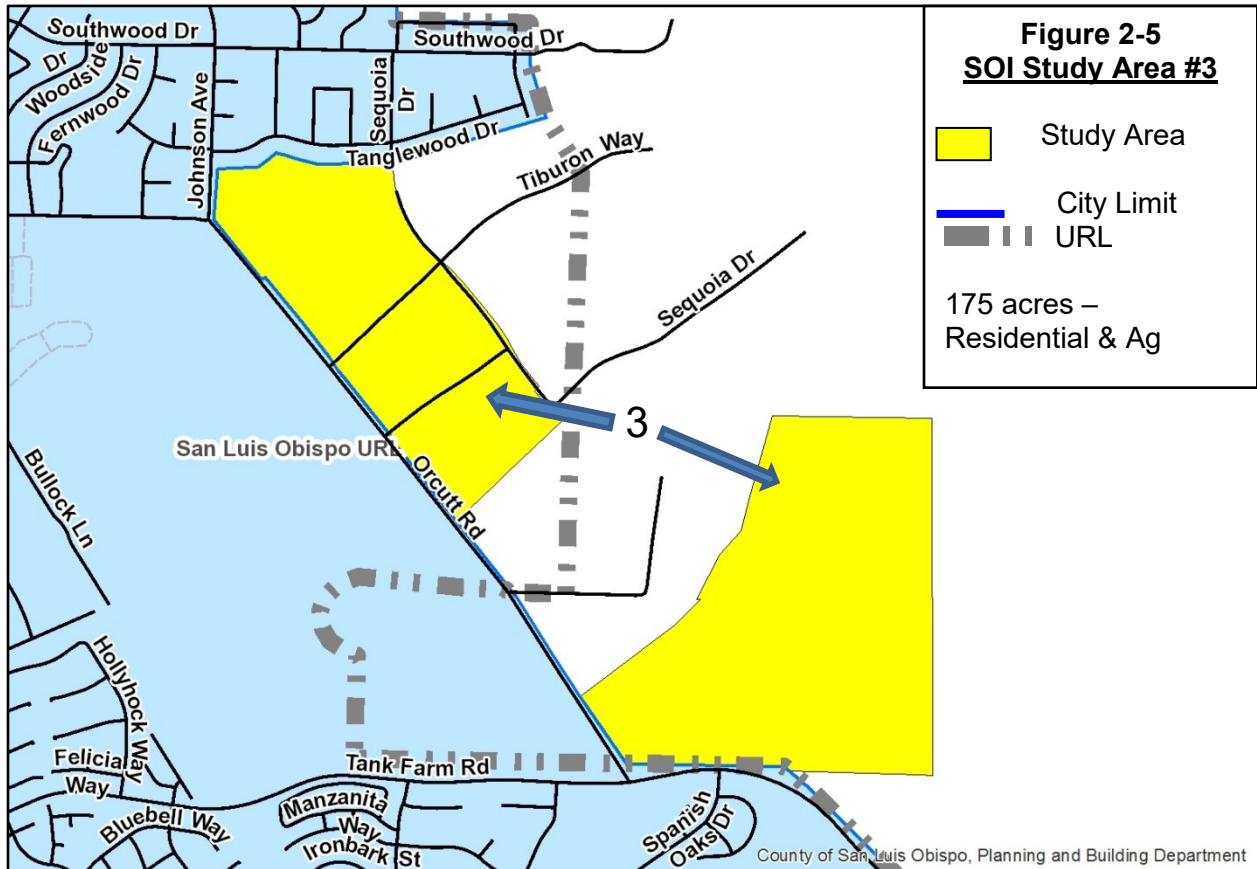 Southwood Dr
Southwood Dr
Woodside
Dr
Fernwood Dr
Johnson Ave
Sequoia
Dr
Tanglewood Dr
Tiburon Way
Sequoia Dr
3
San Luis Obispo URL
Orcutt Rd
Bullock Ln
Hollyhock Way
Felicia
Way
Bluebell Way
Tank Farm Rd
Manzanita
Way
Ironbark St
Spanish
Oaks Dr
County of San Luis Obispo, Planning and Building Department
Figure 2-5
SOI Study Area #3
Study Area
City Limit
URL
175 acres –
Residential & Ag